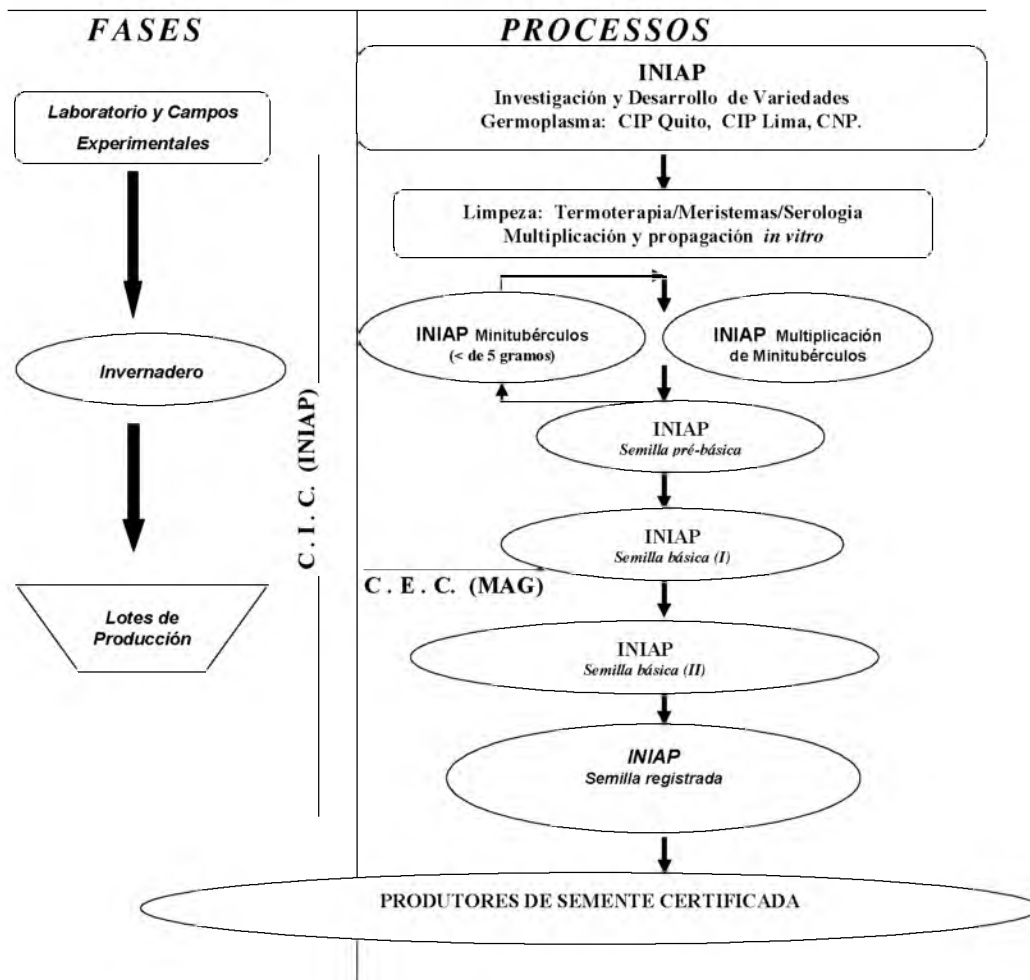 FASES
PROCESSOS
Laboratorio y Campos
Experimentales
Invernadero
Lotes de
Producción
C. I. C. (INIAP)
INIAP
Investigación y Desarrollo de Variedades
Germoplasma: CIP Quito, CIP Lima, CNP.
Limpeza: Termoterapia/Meristemas/Serologia
Multiplicación y propagación in vitro
INIAP Minitubérculos
(< de 5 gramos)
INIAP Multiplicación
de Minitubérculos
INIAP
Semilla pré-básica
INIAP
Semilla básica (I)
C. E. C. (MAG)
INIAP
Semilla básica (II)
INIAP
Semilla registrada
PRODUTORES DE SEMENTE CERTIFICADA